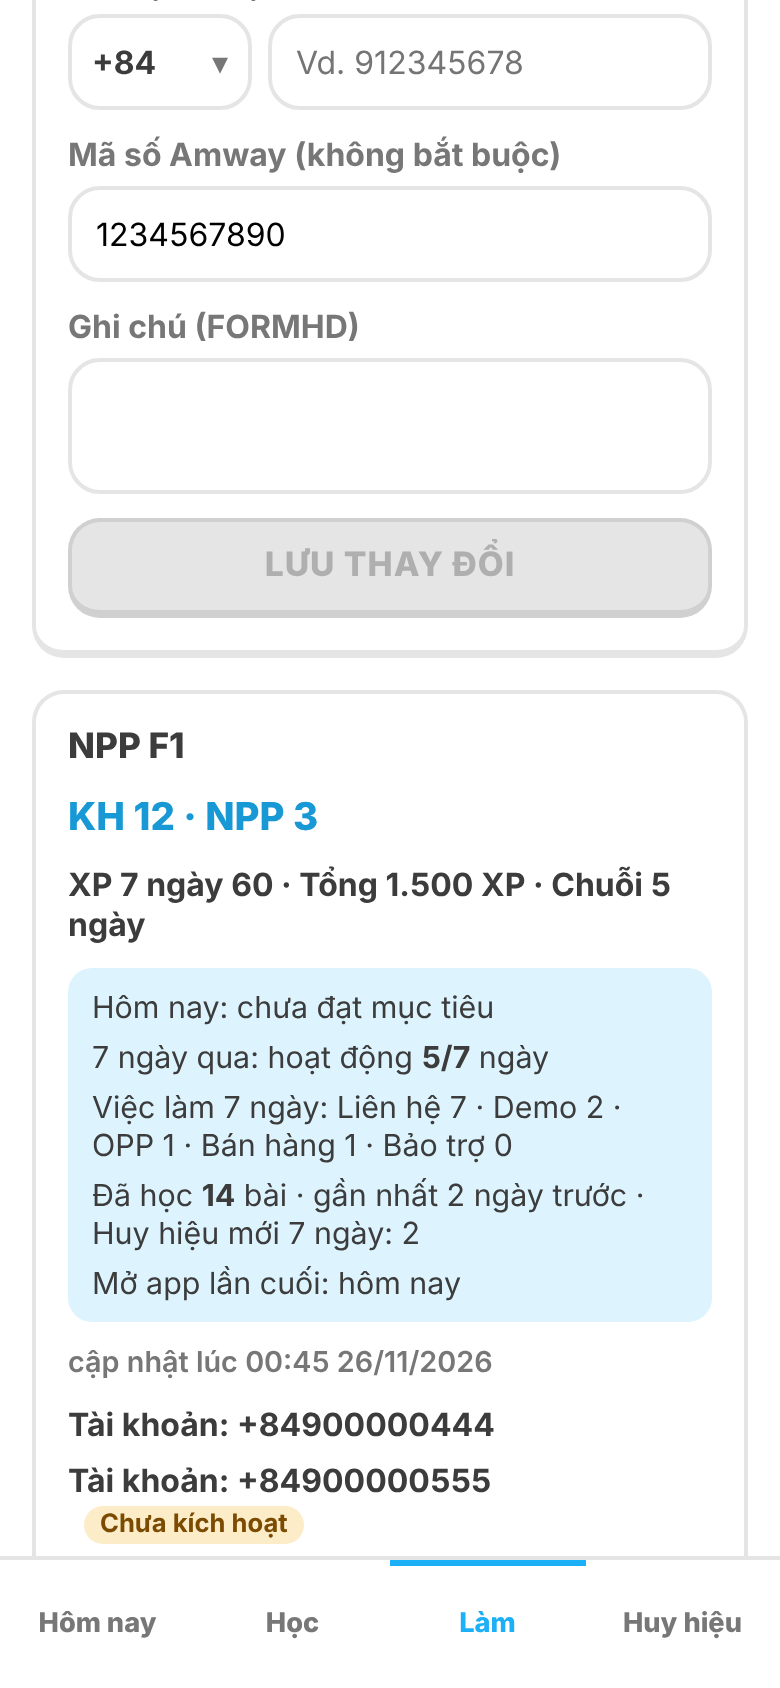 +84 ▼
Vd. 912345678
Mã số Amway (không bắt buộc)
1234567890
Ghi chú (FORMHD)
LƯU THAY ĐỔI
NPP F1
KH 12 · NPP 3
XP 7 ngày 60 · Tổng 1.500 XP · Chuỗi 5
ngày
Hôm nay: chưa đạt mục tiêu
7 ngày qua: hoạt động 5/7 ngày
Việc làm 7 ngày: Liên hệ 7 · Demo 2 ·
OPP 1 · Bán hàng 1 · Bảo trợ 0
Đã học 14 bài · gần nhất 2 ngày trước ·
Huy hiệu mới 7 ngày: 2
Mở app lần cuối: hôm nay
cập nhật lúc 00:45 26/11/2026
Tài khoản: +84900000444
Tài khoản: +84900000555
Chưa kích hoạt
Hôm nay
Học
Làm
Huy hiệu